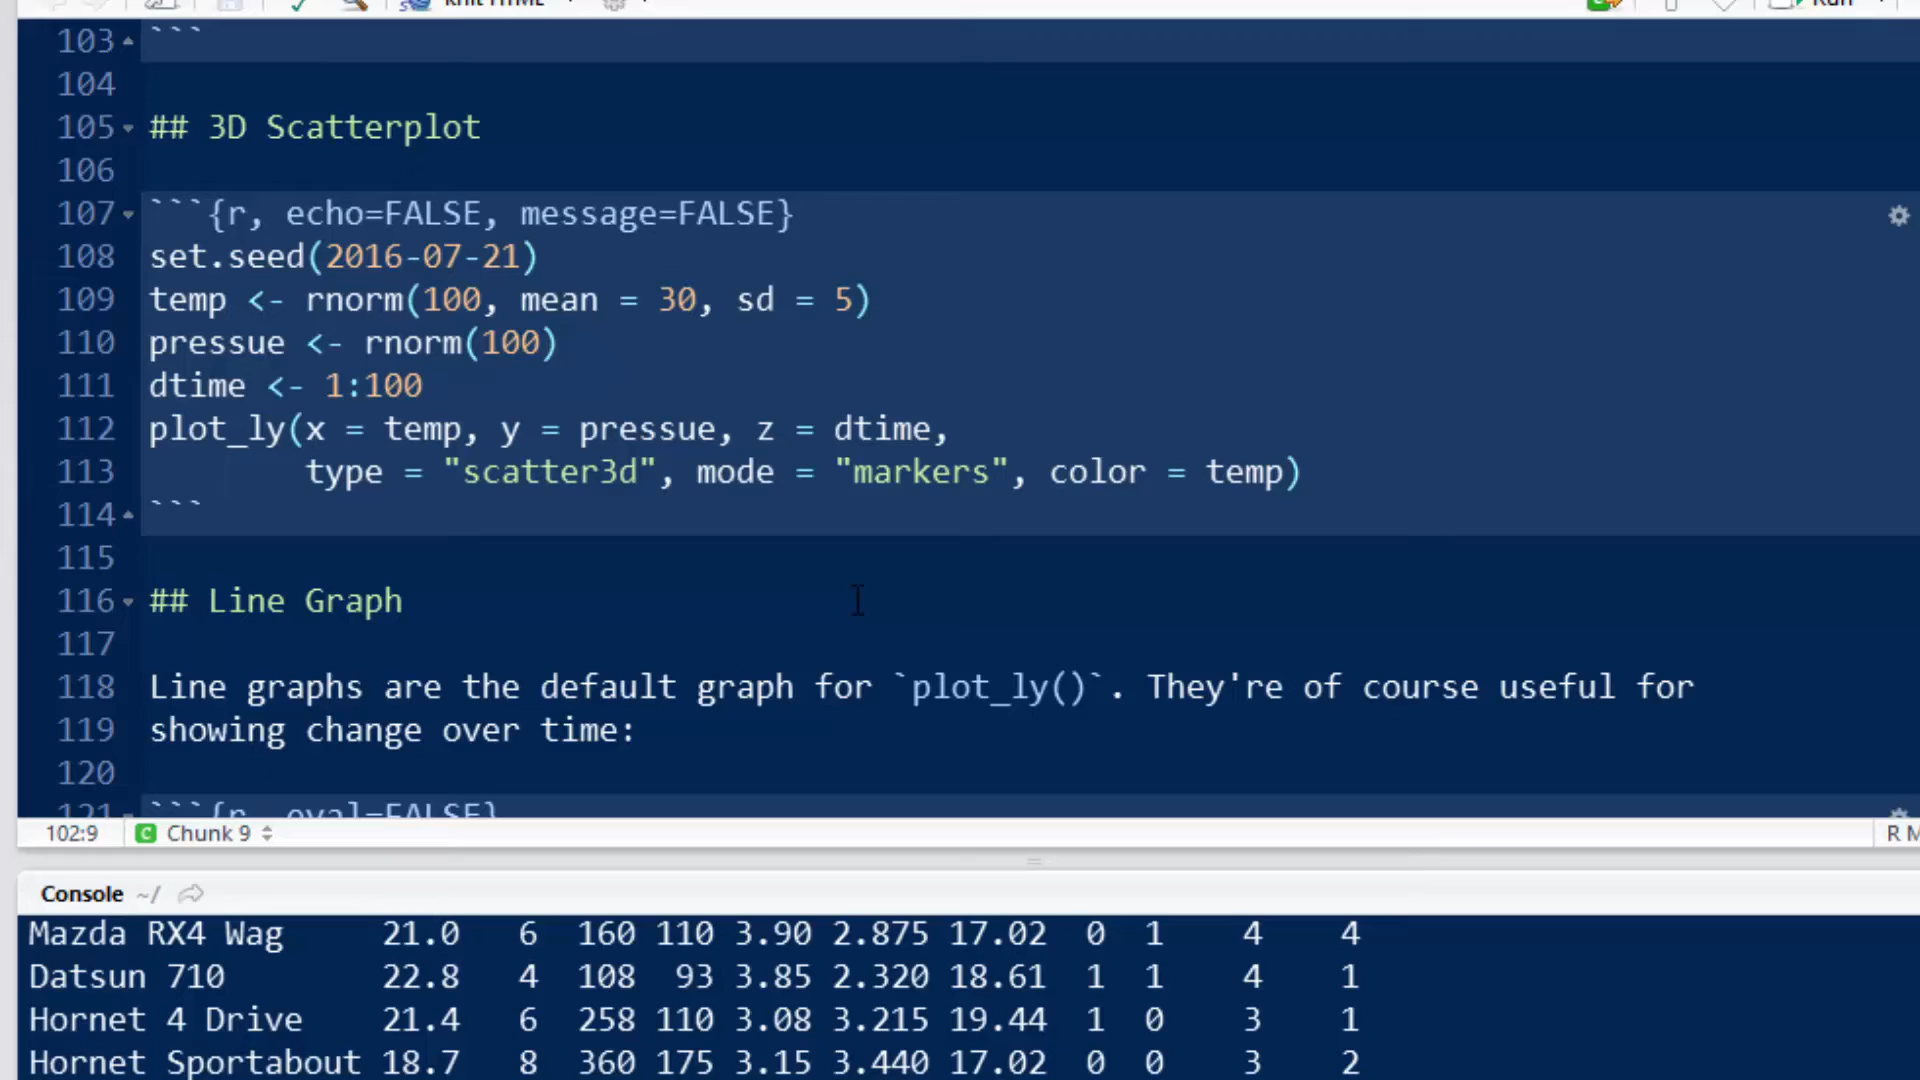 103 ```
104
105 ## 3D Scatterplot
106
107 ```{r, echo=FALSE, message=FALSE}
108 set.seed(2016-07-21)
109 temp <- rnorm(100, mean = 30, sd = 5)
110 pressue <- rnorm(100)
111 dtime <- 1:100
112 plot_ly(x = temp, y = pressue, z = dtime,
113         type = "scatter3d", mode = "markers", color = temp)
114 ```
115
116 ## Line Graph
117
118 Line graphs are the default graph for `plot_ly()`. They're of course useful for
119 showing change over time:
120
121 ```{r, eval=FALSE}
102:9 C Chunk 9
Console ~/
Mazda RX4 Wag     21.0   6  160 110 3.90 2.875 17.02  0  1    4    4
Datsun 710        22.8   4  108  93 3.85 2.320 18.61  1  1    4    1
Hornet 4 Drive    21.4   6  258 110 3.08 3.215 19.44  1  0    3    1
Hornet Sportabout 18.7   8  360 175 3.15 3.440 17.02  0  0    3    2